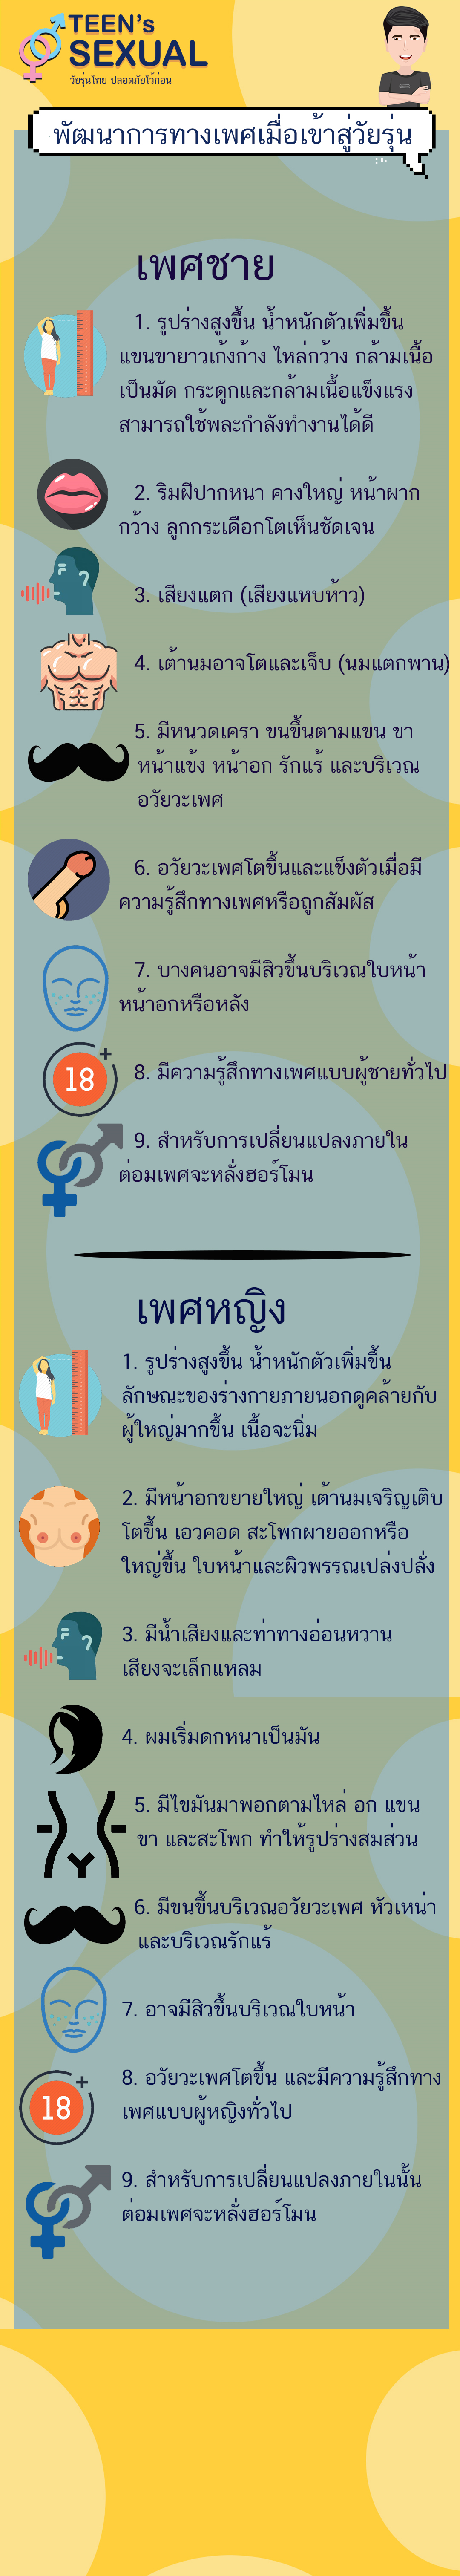 TEEN's
SEXUAL
วัยรุ่นไทย ปลอดภัยไว้ก่อน
พัฒนาการทางเพศเมื่อเข้าสู่วัยรุ่น
เพศชาย
1. รูปร่างสูงขึ้น น้ำหนักตัวเพิ่มขึ้น
แขนขายาวเก้งก้าง ไหล่กว้าง กล้ามเนื้อ
เป็นมัด กระดูกและกล้ามเนื้อแข็งแรง
สามารถใช้พละกำลังทำงานได้ดี
2. ริมฝีปากหนา คางใหญ่ หน้าผาก
กว้าง ลูกกระเดือกโตเห็นชัดเจน
3. เสียงแตก (เสียงแหบห้าว)
4. เต้านมอาจโตและเจ็บ (นมแตกพาน)
5. มีหนวดเครา ขนขึ้นตามแขน ขา
หน้าแข้ง หน้าอก รักแร้ และบริเวณ
อวัยวะเพศ
6. อวัยวะเพศโตขึ้นและแข็งตัวเมื่อมี
ความรู้สึกทางเพศหรือถูกสัมผัส
7. บางคนอาจมีสิวขึ้นบริเวณใบหน้า
หน้าอกหรือหลัง
18+
8. มีความรู้สึกทางเพศแบบผู้ชายทั่วไป
9. สำหรับการเปลี่ยนแปลงภายใน
ต่อมเพศจะหลั่งฮอร์โมน
เพศหญิง
1. รูปร่างสูงขึ้น น้ำหนักตัวเพิ่มขึ้น
ลักษณะของร่างกายภายนอกดูคล้ายกับ
ผู้ใหญ่มากขึ้น เนื้อจะนิ่ม
2. มีหน้าอกขยายใหญ่ เต้านมเจริญเติบ
โตขึ้น เอวคอด สะโพกผายออกหรือ
ใหญ่ขึ้น ใบหน้าและผิวพรรณเปล่งปลั่ง
3. มีน้ำเสียงและท่าทางอ่อนหวาน
เสียงจะเล็กแหลม
4. ผมเริ่มดกหนาเป็นมัน
5. มีไขมันมาพอกตามไหล่ อก แขน
ขา และสะโพก ทำให้รูปร่างสมส่วน
6. มีขนขึ้นบริเวณอวัยวะเพศ หัวเหน่า
และบริเวณรักแร้
7. อาจมีสิวขึ้นบริเวณใบหน้า
18+
8. อวัยวะเพศโตขึ้น และมีความรู้สึกทาง
เพศแบบผู้หญิงทั่วไป
9. สำหรับการเปลี่ยนแปลงภายในนั้น
ต่อมเพศจะหลั่งฮอร์โมน